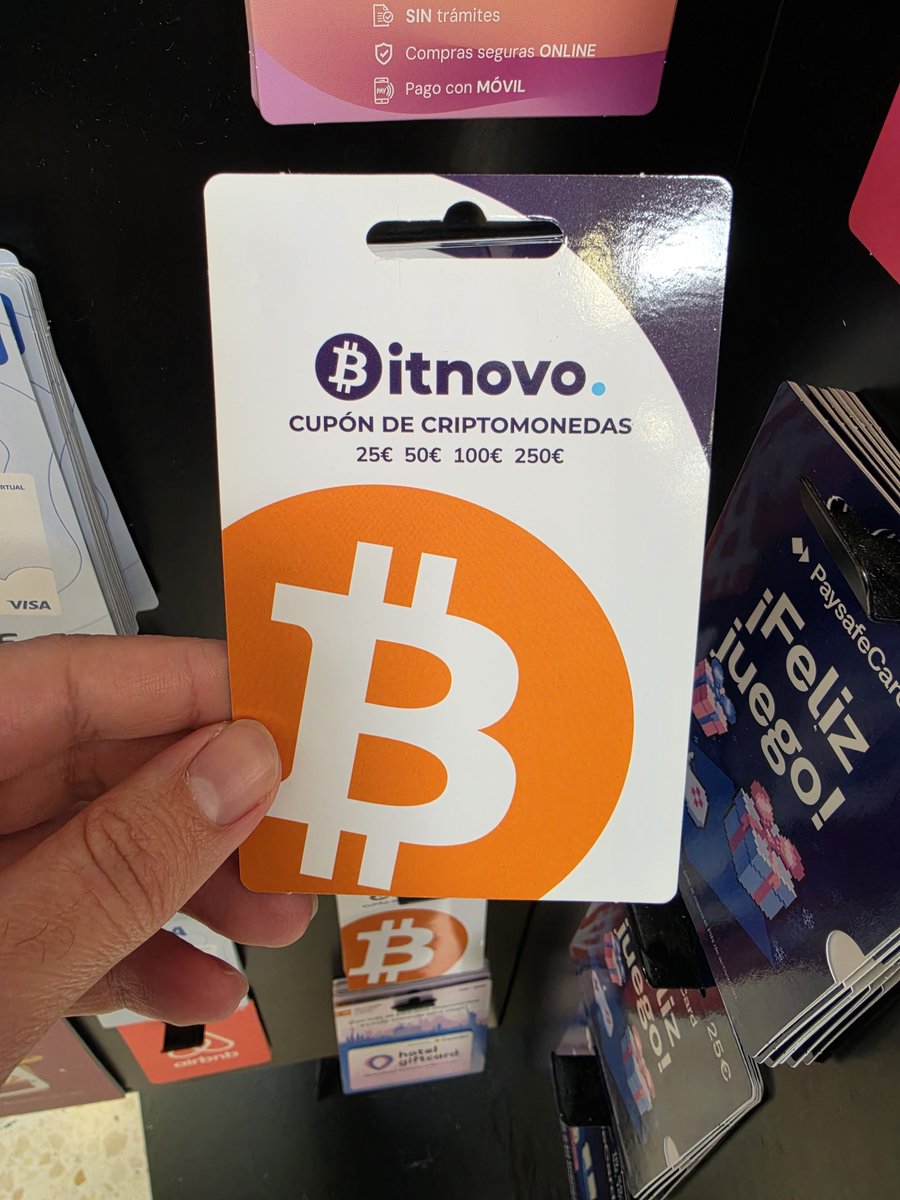 SIN trámites
Compras seguras ONLINE
PAY
Pago con MÓVIL
Bitnovo.
CUPÓN DE CRIPTOMONEDAS
25€ 50€ 100€ 250€
VISA
PaysafeCard
¡Feliz
juego!
airbnb
hotel
giftcard
25€